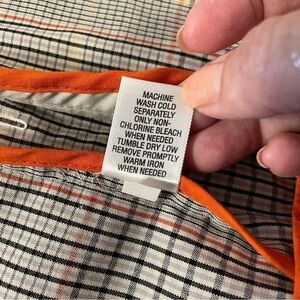 MACHINE
WASH COLD
SEPARATELY
ONLY NON-
CHLORINE BLEACH
WHEN NEEDED
TUMBLE DRY LOW
REMOVE PROMPTLY
WARM IRON
WHEN NEEDED